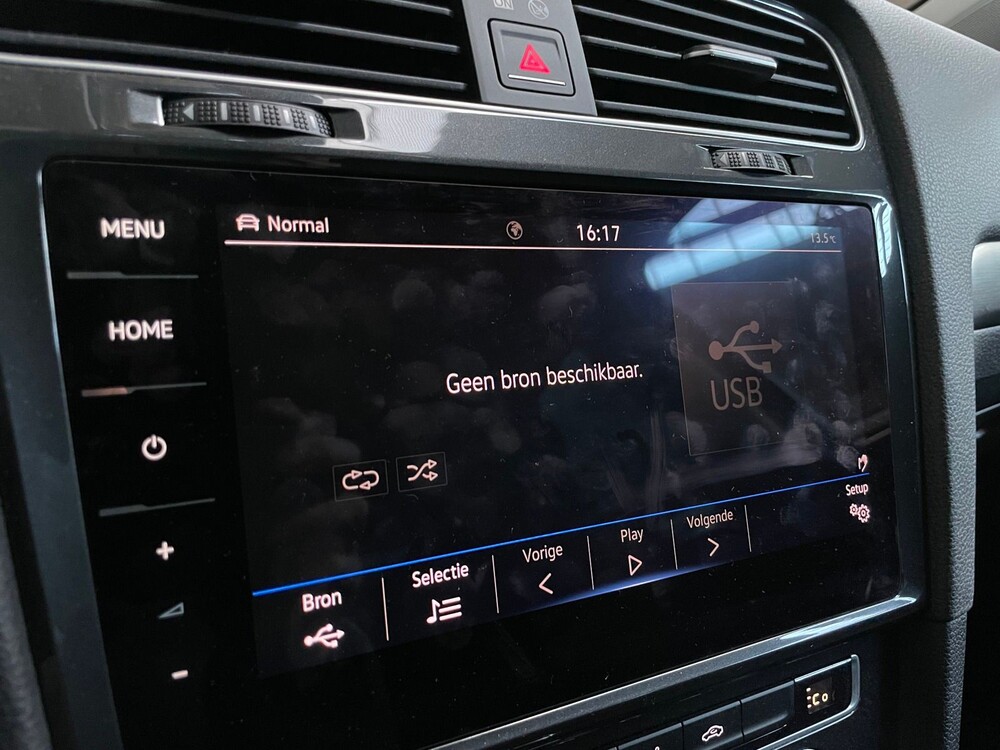 MENU
Normal
16:17
13.5°C
HOME
Geen bron beschikbaar.
USB
Setup
Bron
Selectie
Vorige
Play
Volgende